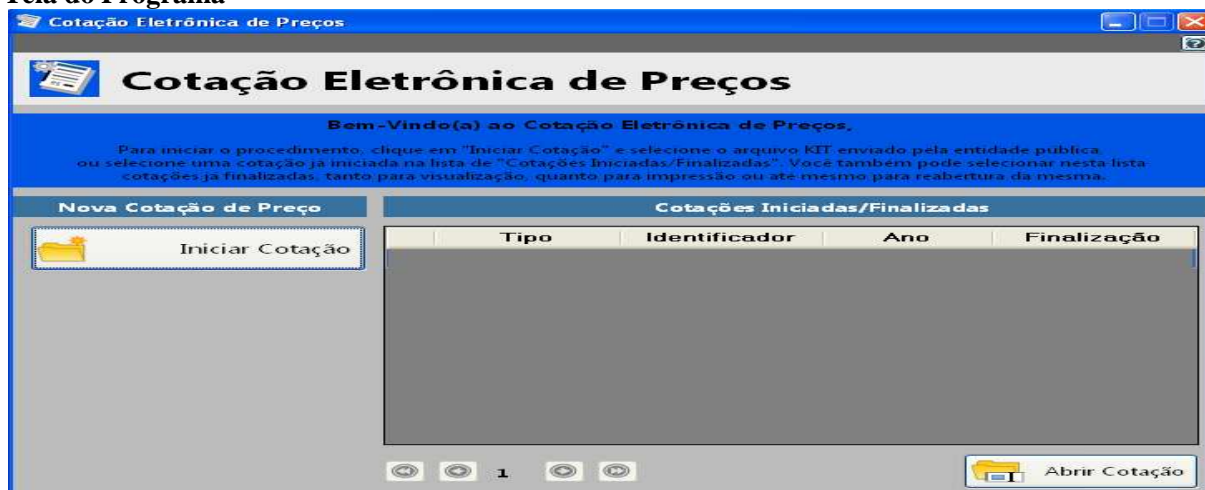 Tela do Programa
Cotação Eletrônica de Preços
Cotação Eletrônica de Preços
Bem-Vindo(a) ao Cotação Eletrônica de Preços,
Para iniciar o procedimento, clique em "Iniciar Cotação" e selecione o arquivo KIT enviado pela entidade pública,
ou selecione uma cotação já iniciada na lista de "Cotações Iniciadas/Finalizadas". Você também pode selecionar nesta lista
cotações já finalizadas, tanto para visualização, quanto para impressão ou até mesmo para reabertura da mesma.
Nova Cotação de Preço
Cotações Iniciadas/Finalizadas
Iniciar Cotação
Tipo Identificador Ano Finalização
1
Abrir Cotação